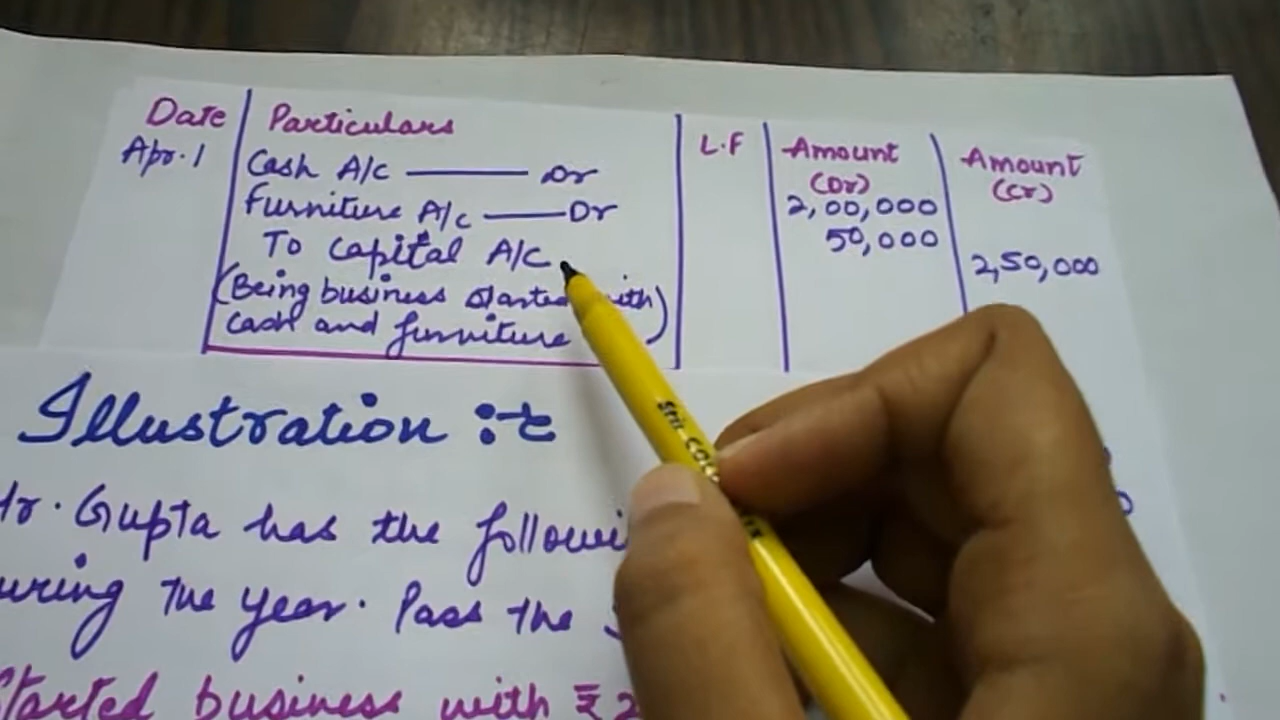 Date Particulars L.F Amount (Dr) Amount (Cr)
Apr. 1 Cash A/c —— Dr 2,00,000
Furniture A/c —— Dr 50,000
To capital A/c 2,50,000
(Being business started with
cash and furniture)
Illustration :-
Gupta has the
the year. Pass the
Started business with ₹2